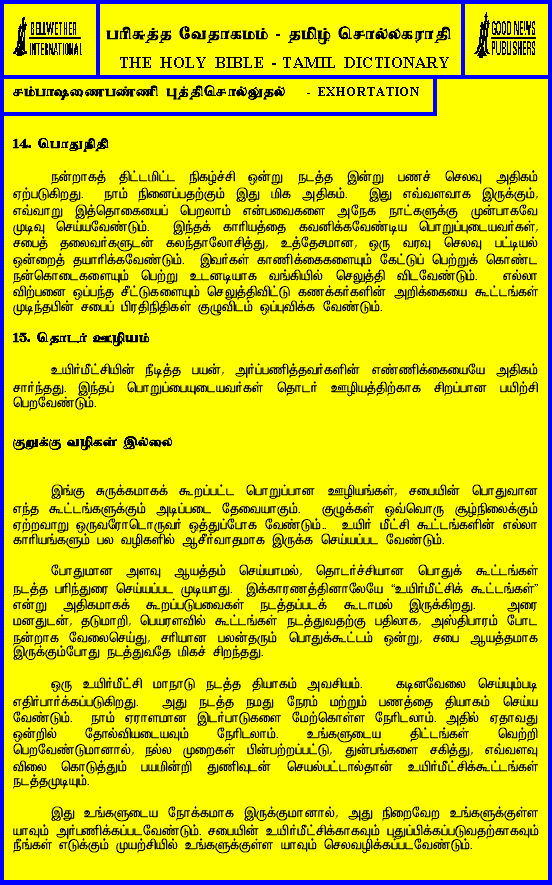 BELLWETHER
INTERNATIONAL
பரிசுத்த வேதாகமம் - தமிழ் சொல்லகராதி
THE HOLY BIBLE - TAMIL DICTIONARY
GOOD NEWS
PUBLISHERS
சம்பாஷணைபண்ணி புத்திசொல்லுதல் - EXHORTATION
14. பொதுநிதி
நன்றாகத் திட்டமிட்ட நிகழ்ச்சி ஒன்று நடத்த இன்று பணச் செலவு அதிகம்
ஏற்படுகிறது. நாம் நினைப்பதற்கும் இது மிக அதிகம். இது எவ்வளவாக இருக்கும்,
எவ்வாறு இத்தொகையைப் பெறலாம் என்பவைகளை அநேக நாட்களுக்கு முன்பாகவே
முடிவு செய்யவேண்டும். இந்தக் காரியத்தை கவனிக்கவேண்டிய பொறுப்புடையவர்கள்,
சபைத் தலைவர்களுடன் கலந்தாலோசித்து, உத்தேசமான, ஒரு வரவு செலவு பட்டியல்
ஒன்றைத் தயாரிக்கவேண்டும். இவர்கள் காணிக்கைகளையும் கேட்டுப் பெற்றுக் கொண்ட
நன்கொடைகளையும் பெற்று உடனடியாக வங்கியில் செலுத்தி விடவேண்டும். எல்லா
விற்பனை ஒப்பந்த சீட்டுகளையும் செலுத்திவிட்டு கணக்கர்களின் அறிக்கையை கூட்டங்கள்
முடிந்தபின் சபைப் பிரதிநிதிகள் குழுவிடம் ஒப்புவிக்க வேண்டும்.
15. தொடர் ஊழியம்
உயிர்மீட்சியின் நீடித்த பயன், அர்ப்பணித்தவர்களின் எண்ணிக்கையையே அதிகம்
சார்ந்தது. இந்தப் பொறுப்பையுடையவர்கள் தொடர் ஊழியத்திற்காக சிறப்பான பயிற்சி
பெறவேண்டும்.
குறுக்கு வழிகள் இல்லை
இங்கு சுருக்கமாகக் கூறப்பட்ட பொறுப்பான ஊழியங்கள், சபையின் பொதுவான
எந்த கூட்டங்களுக்கும் அடிப்படை தேவையாகும். குழுக்கள் ஒவ்வொரு சூழ்நிலைக்கும்
ஏற்றவாறு ஒருவரோடொருவர் ஒத்துப்போக வேண்டும்.. உயிர் மீட்சி கூட்டங்களின் எல்லா
காரியங்களும் பல வழிகளில் ஆசீர்வாதமாக இருக்க செய்யப்பட வேண்டும்.
போதுமான அளவு ஆயத்தம் செய்யாமல், தொடர்ச்சியான பொதுக் கூட்டங்கள்
நடத்த பரிந்துரை செய்யப்பட முடியாது. இக்காரணத்தினாலேயே “உயிர்மீட்சிக் கூட்டங்கள்”
என்று அதிகமாகக் கூறப்படுபவைகள் நடத்தப்படக் கூடாமல் இருக்கிறது. அரை
மனதுடன், தடுமாறி, பெயரளவில் கூட்டங்கள் நடத்துவதற்கு பதிலாக, அஸ்திபாரம் போட
நன்றாக வேலைசெய்து, சரியான பலன்தரும் பொதுக்கூட்டம் ஒன்று, சபை ஆயத்தமாக
இருக்கும்போது நடத்துவதே மிகச் சிறந்தது.
ஒரு உயிர்மீட்சி மாநாடு நடத்த தியாகம் அவசியம். கடினவேலை செய்யும்படி
எதிர்பார்க்கப்படுகிறது. அது நடத்த நமது நேரம் மற்றும் பணத்தை தியாகம் செய்ய
வேண்டும். நாம் ஏராளமான இடர்பாடுகளை மேற்கொள்ள நேரிடலாம். அதில் ஏதாவது
ஒன்றில் தோல்வியடையவும் நேரிடலாம். உங்களுடைய திட்டங்கள் வெற்றி
பெறவேண்டுமானால், நல்ல முறைகள் பின்பற்றப்பட்டு, துன்பங்களை சகித்து, எவ்வளவு
விலை கொடுத்தும் பயமின்றி துணிவுடன் செயல்பட்டால்தான் உயிர்மீட்சிக்கூட்டங்கள்
நடத்தமுடியும்.
இது உங்களுடைய நோக்கமாக இருக்குமானால், அது நிறைவேற உங்களுக்குள்ள
யாவும் அர்பணிக்கப்படவேண்டும். சபையின் உயிர்மீட்சிக்காகவும் புதுப்பிக்கப்படுவதற்காகவும்
நீங்கள் எடுக்கும் முயற்சியில் உங்களுக்குள்ள யாவும் செலவழிக்கப்படவேண்டும்.